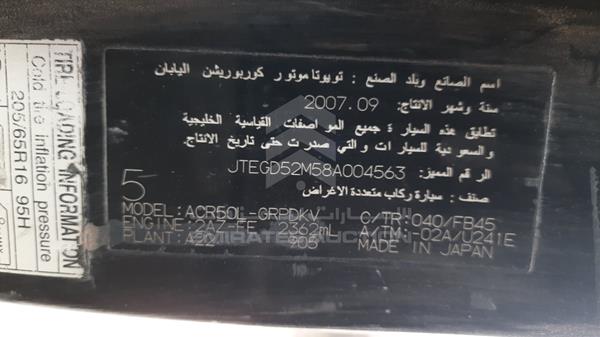 اسم الصانع وبلد الصنع : تويوتا موتور كوربوريشن اليابان
سنة وشهر الانتاج: 2007.09
تطابق هذه السيارة جميع المواصفات القياسية الخليجية
والسعودية للسيارات والتي صدرت حتى تاريخ الانتاج.
الرقم المميز: JTEGD52M58A004563
صنف : سيارة ركاب متعددة الأغراض
5
MODEL: ACR50L-GRPDKV C/TR: 040/FB45
ENGINE: 2AZ-FE 2362mL A/TM: -02A/U241E
PLANT: MADE IN JAPAN
TIRE LOADING INFORMATION
Cold tire inflation pressure
205/65R16 95H